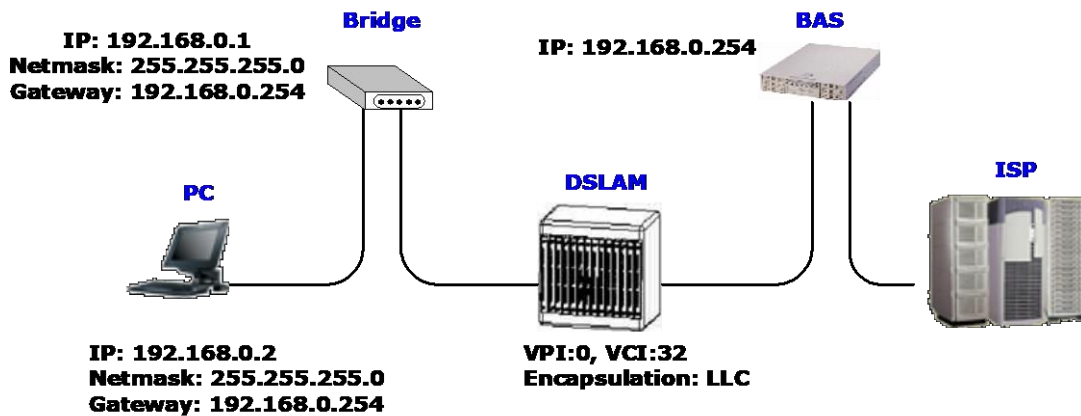 Bridge
IP: 192.168.0.1
Netmask: 255.255.255.0
Gateway: 192.168.0.254
BAS
IP: 192.168.0.254
PC
IP: 192.168.0.2
Netmask: 255.255.255.0
Gateway: 192.168.0.254
DSLAM
VPI:0, VCI:32
Encapsulation: LLC
ISP